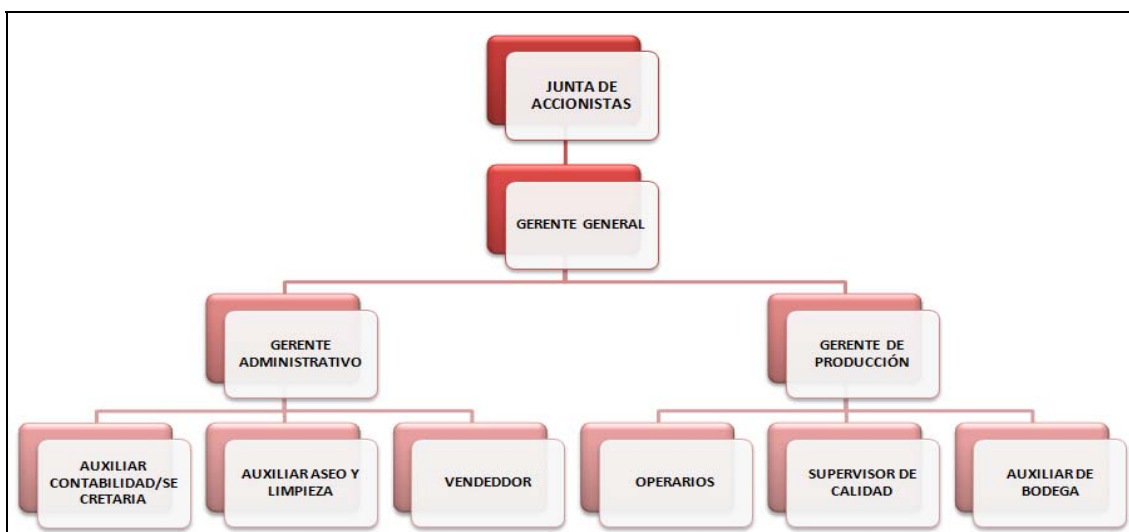 JUNTA DE
ACCIONISTAS
GERENTE GENERAL
GERENTE
ADMINISTRATIVO
GERENTE DE
PRODUCCIÓN
AUXILIAR
CONTABILIDAD/SE
CRETARIA
AUXILIAR ASEO Y
LIMPIEZA
VENDEDDOR
OPERARIOS
SUPERVISOR DE
CALIDAD
AUXILIAR DE
BODEGA